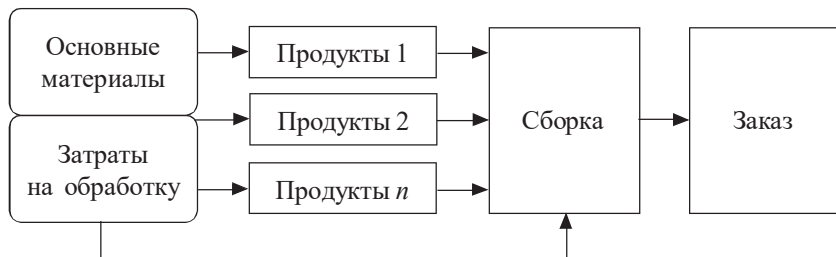 Основные
материалы
Затраты
на обработку
Продукты 1
Продукты 2
Продукты n
Сборка
Заказ